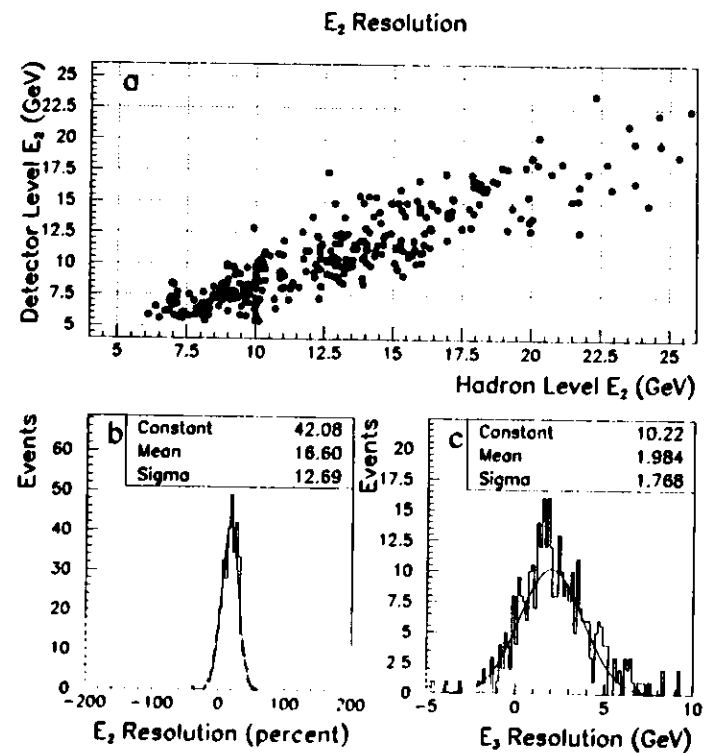 E₂ Resolution
a
Detector Level E₂ (GeV)
25
22.5
20
17.5
15
12.5
10
7.5
5
5 7.5 10 12.5 15 17.5 20 22.5 25
Hadron Level E₂ (GeV)
b
Constant 42.08
Mean 16.60
Sigma 12.69
Events
60
50
40
30
20
10
0
-200 -100 0 100 200
E₂ Resolution (percent)
c
Constant 10.22
Mean 1.984
Sigma 1.768
Events
20
17.5
15
12.5
10
7.5
5
2.5
0
-5 0 5 10
E₃ Resolution (GeV)